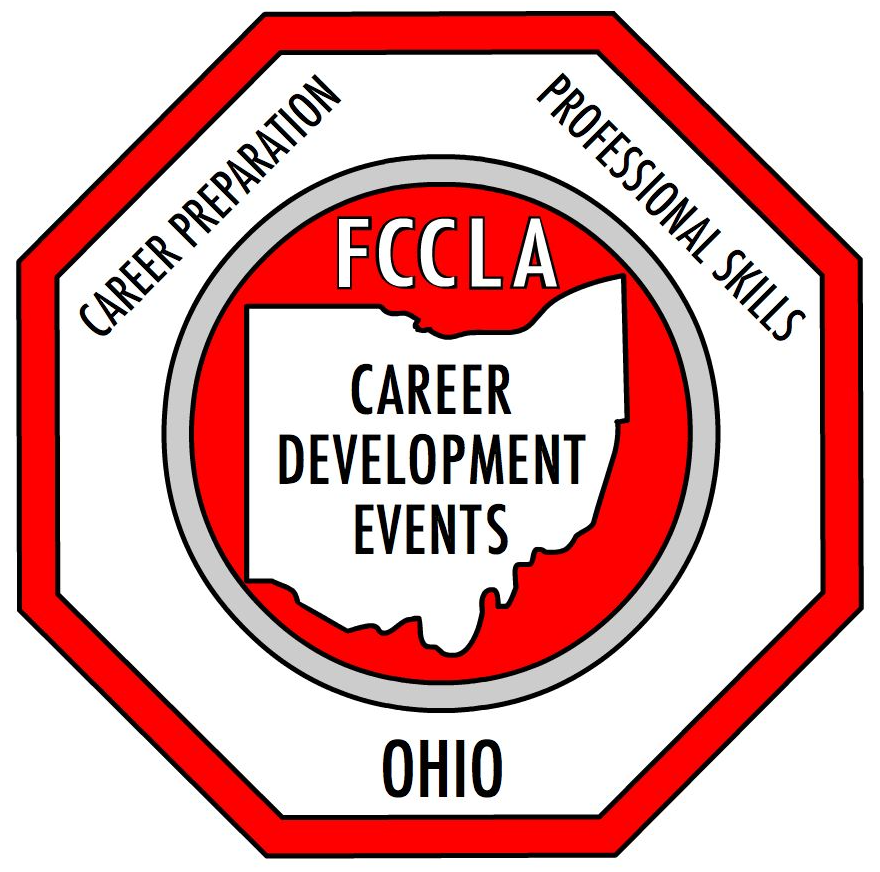 CAREER PREPARATION
PROFESSIONAL SKILLS
FCCLA
CAREER
DEVELOPMENT
EVENTS
OHIO